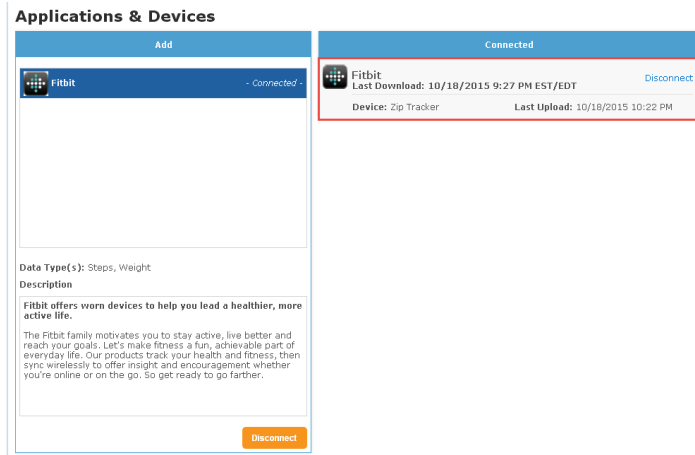 Applications & Devices
Add
Fitbit
- Connected -
Data Type(s): Steps, Weight
Description
Fitbit offers worn devices to help you lead a healthier, more
active life.
The Fitbit family motivates you to stay active, live better and
reach your goals. Let's make fitness a fun, achievable part of
everyday life. Our products track your health and fitness, then
sync wirelessly to offer insight and encouragement whether
you're online or on the go. So get ready to go farther.
Disconnect
Connected
Fitbit
Last Download: 10/18/2015 9:27 PM EST/EDT
Disconnect
Device: Zip Tracker
Last Upload: 10/18/2015 10:22 PM